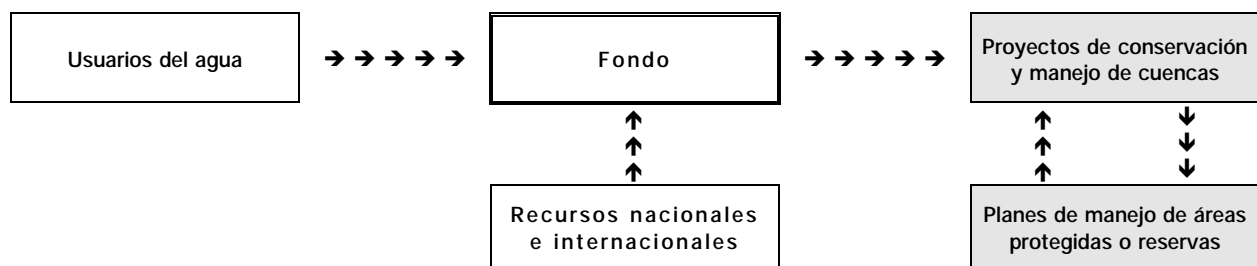 Usuarios del agua
Fondo
Proyectos de conservación
y manejo de cuencas
Recursos nacionales
e internacionales
Planes de manejo de áreas
protegidas o reservas